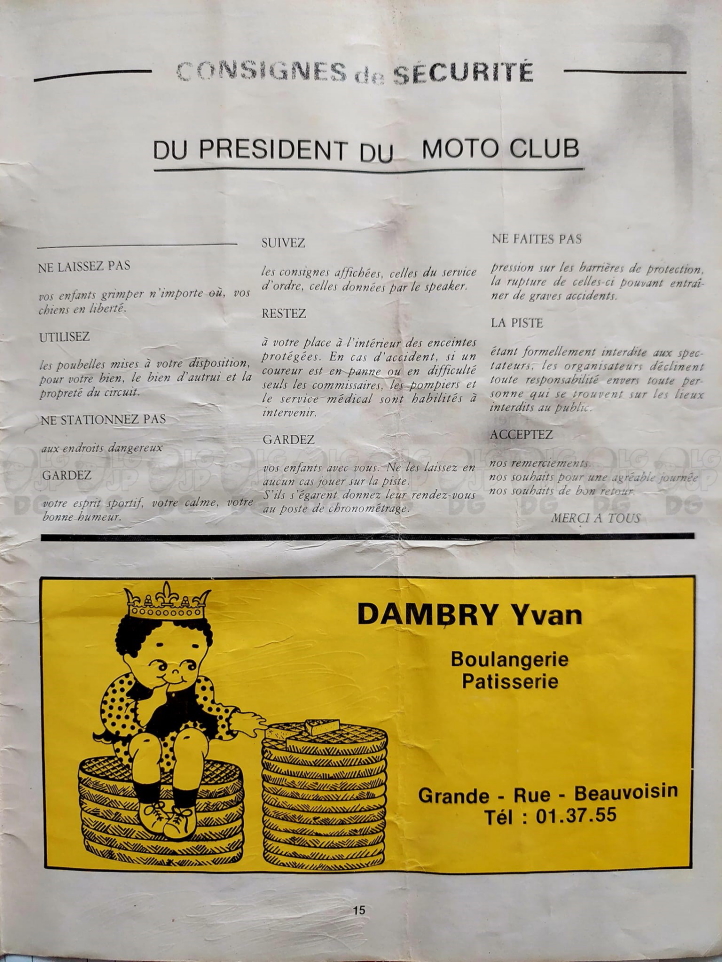 CONSIGNES de SÉCURITÉ
DU PRESIDENT DU MOTO CLUB
NE LAISSEZ PAS
vos enfants grimper n'importe où, vos
chiens en liberté.
UTILISEZ
les poubelles mises à votre disposition,
pour votre bien, le bien d'autrui et la
propreté du circuit.
NE STATIONNEZ PAS
aux endroits dangereux
GARDEZ
votre esprit sportif, votre calme, votre
bonne humeur.
SUIVEZ
les consignes affichées, celles du service
d'ordre, celles données par le speaker.
RESTEZ
à votre place à l'intérieur des enceintes
protégées. En cas d'accident, si un
coureur est en panne ou en difficulté
seuls les commissaires, les pompiers et
le service médical sont habilités à
intervenir.
GARDEZ
vos enfants avec vous. Ne les laissez en
aucun cas jouer sur la piste.
S'ils s'égarent donnez leur rendez-vous
au poste de chronométrage.
NE FAITES PAS
pression sur les barrières de protection,
la rupture de celles-ci pouvant entraî-
ner de graves accidents.
LA PISTE
étant formellement interdite aux spec-
tateurs, les organisateurs déclinent
toute responsabilité envers toute per-
sonne qui se trouvent sur les lieux
interdits au public.
ACCEPTEZ
nos remerciements
nos souhaits pour une agréable journée
nos souhaits de bon retour
MERCI A TOUS
DAMBRY Yvan
Boulangerie
Patisserie
Grande - Rue - Beauvoisin
Tél : 01.37.55
15